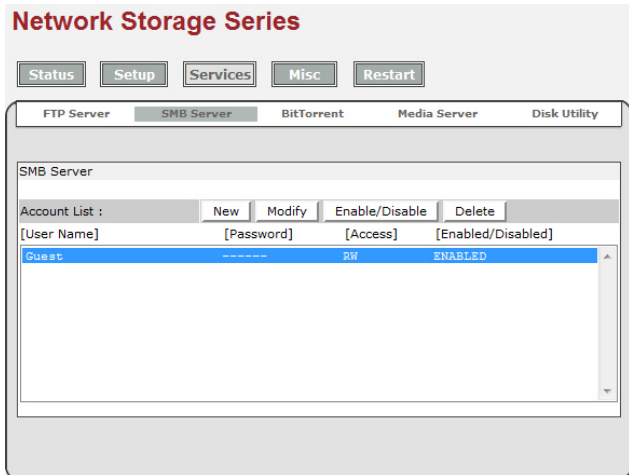 Network Storage Series
Status Setup Services Misc Restart
FTP Server SMB Server BitTorrent Media Server Disk Utility
SMB Server
Account List : New Modify Enable/Disable Delete
[User Name] [Password] [Access] [Enabled/Disabled]
Guest ------ RW ENABLED